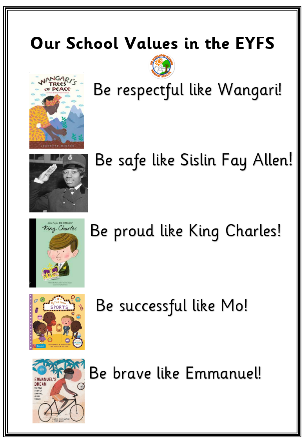 Our School Values in the EYFS
WANGARI'S
TREES
OF PEACE
Be respectful like Wangari!
Be safe like Sislin Fay Allen!
King Charles
Be proud like King Charles!
SPORTS
Be successful like Mo!
EMMANUEL'S
DREAM
Be brave like Emmanuel!